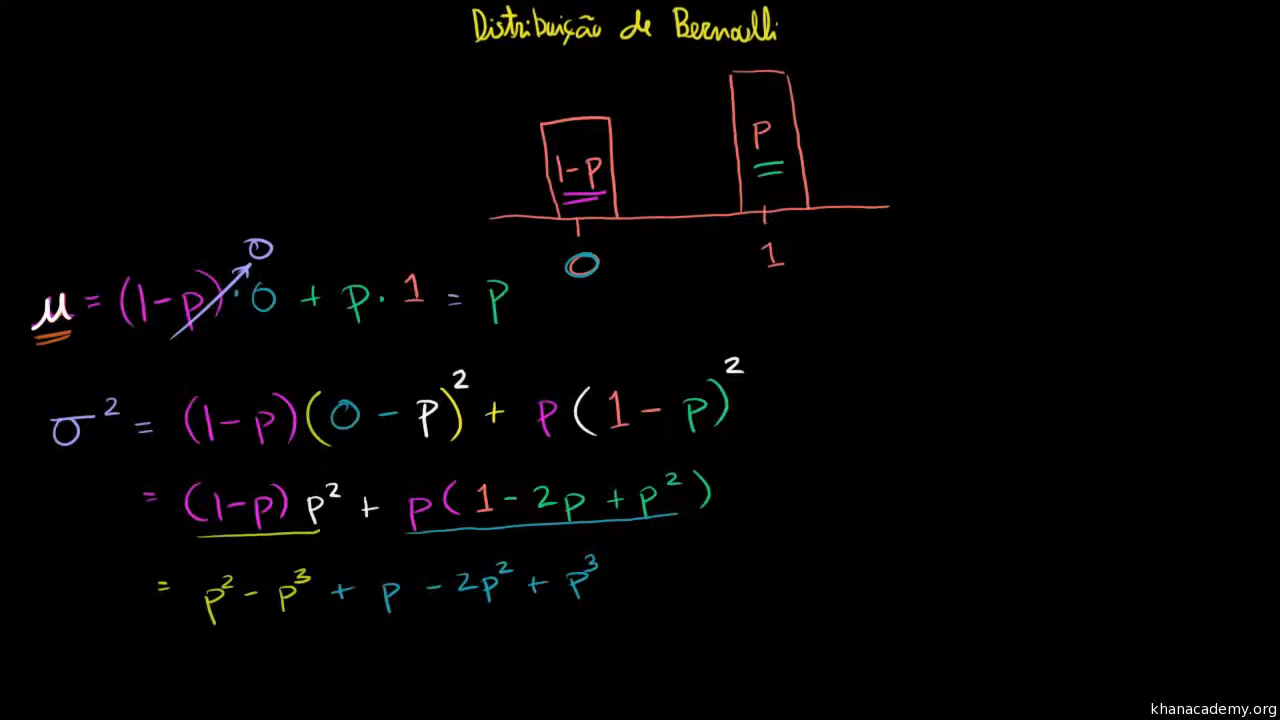 Distribuição de Bernoulli
1-p
p
0
1
0
μ = (1-p)·0 + p·1 = p
σ² = (1-p)(0-p)² + p(1-p)²
= (1-p)p² + p(1-2p+p²)
= p² - p³ + p - 2p² + p³
khanacademy.org